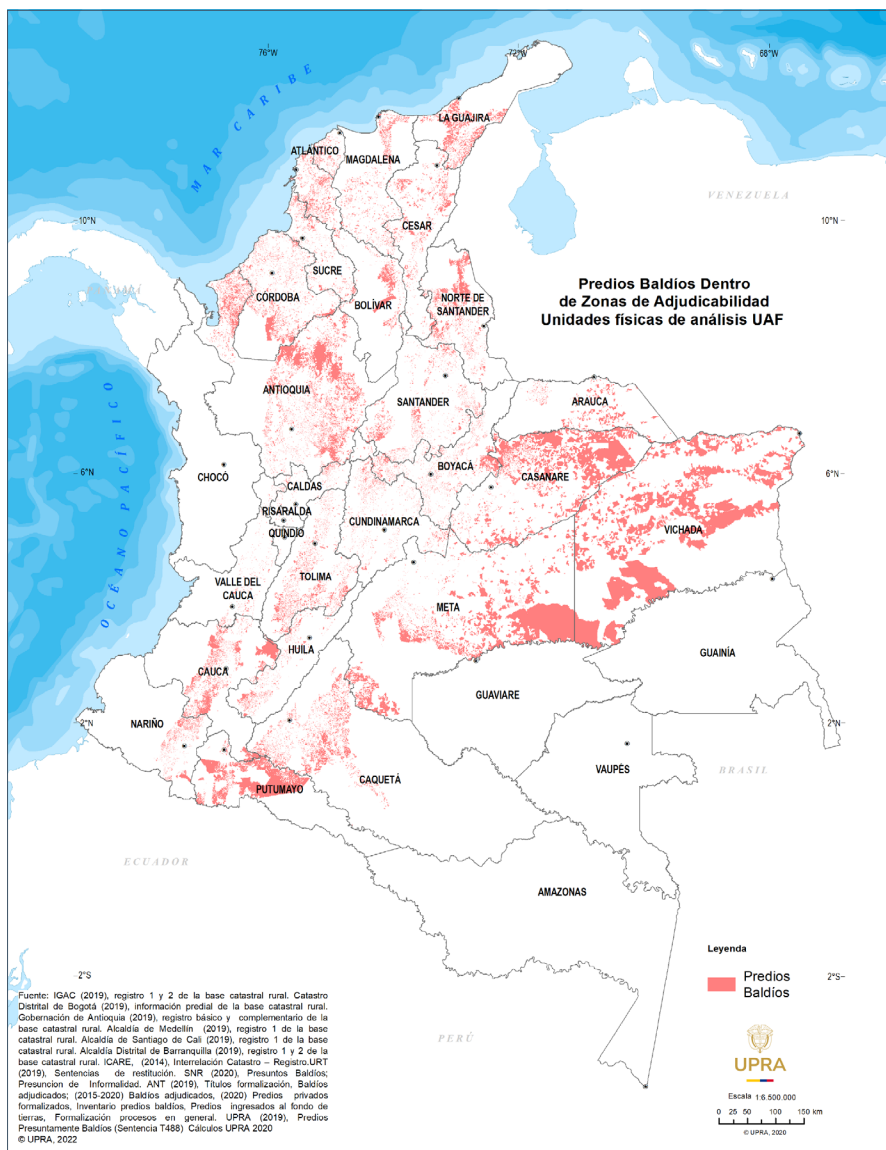 76°W
72°W
68°W
MAR CARIBE
LA GUAJIRA
ATLÁNTICO
MAGDALENA
VENEZUELA
CESAR
10°N
10°N
SUCRE
CÓRDOBA
BOLÍVAR
NORTE DE
SANTANDER
Predios Baldíos Dentro
de Zonas de Adjudicabilidad
Unidades físicas de análisis UAF
ANTIOQUIA
SANTANDER
ARAUCA
OCÉANO PACÍFICO
6°N
6°N
CHOCÓ
BOYACÁ
CASANARE
CALDAS
RISARALDA
CUNDINAMARCA
QUINDÍO
VICHADA
VALLE DEL
CAUCA
TOLIMA
META
HUILA
GUAINÍA
CAUCA
GUAVIARE
NARIÑO
2°N
2°N
VAUPÉS
BRASIL
CAQUETÁ
PUTUMAYO
ECUADOR
AMAZONAS
Leyenda
Predios
Baldíos
2°S
2°S
Fuente: IGAC (2019), registro 1 y 2 de la base catastral rural. Catastro
Distrital de Bogotá (2019), información predial de la base catastral rural.
Gobernación de Antioquia (2019), registro básico y complementario de la
base catastral rural. Alcaldía de Medellín (2019), registro 1 de la base
catastral rural. Alcaldía de Santiago de Cali (2019), registro 1 de la base
catastral rural. Alcaldía Distrital de Barranquilla (2019), registro 1 y 2 de la
base catastral rural. ICARE, (2014), Interrelación Catastro – Registro.URT
(2019), Sentencias de restitución. SNR (2020), Presuntos Baldíos;
Presuncion de Informalidad. ANT (2019), Títulos formalización, Baldíos
adjudicados; (2015-2020) Baldíos adjudicados, (2020) Predios privados
formalizados, Inventario predios baldíos, Predios ingresados al fondo de
tierras, Formalización procesos en general. UPRA (2019), Predios
Presuntamente Baldíos (Sentencia T488) Cálculos UPRA 2020
© UPRA, 2022
PERÚ
UPRA
Escala 1:6.500.000
0 25 50 100 150 km
© UPRA, 2020